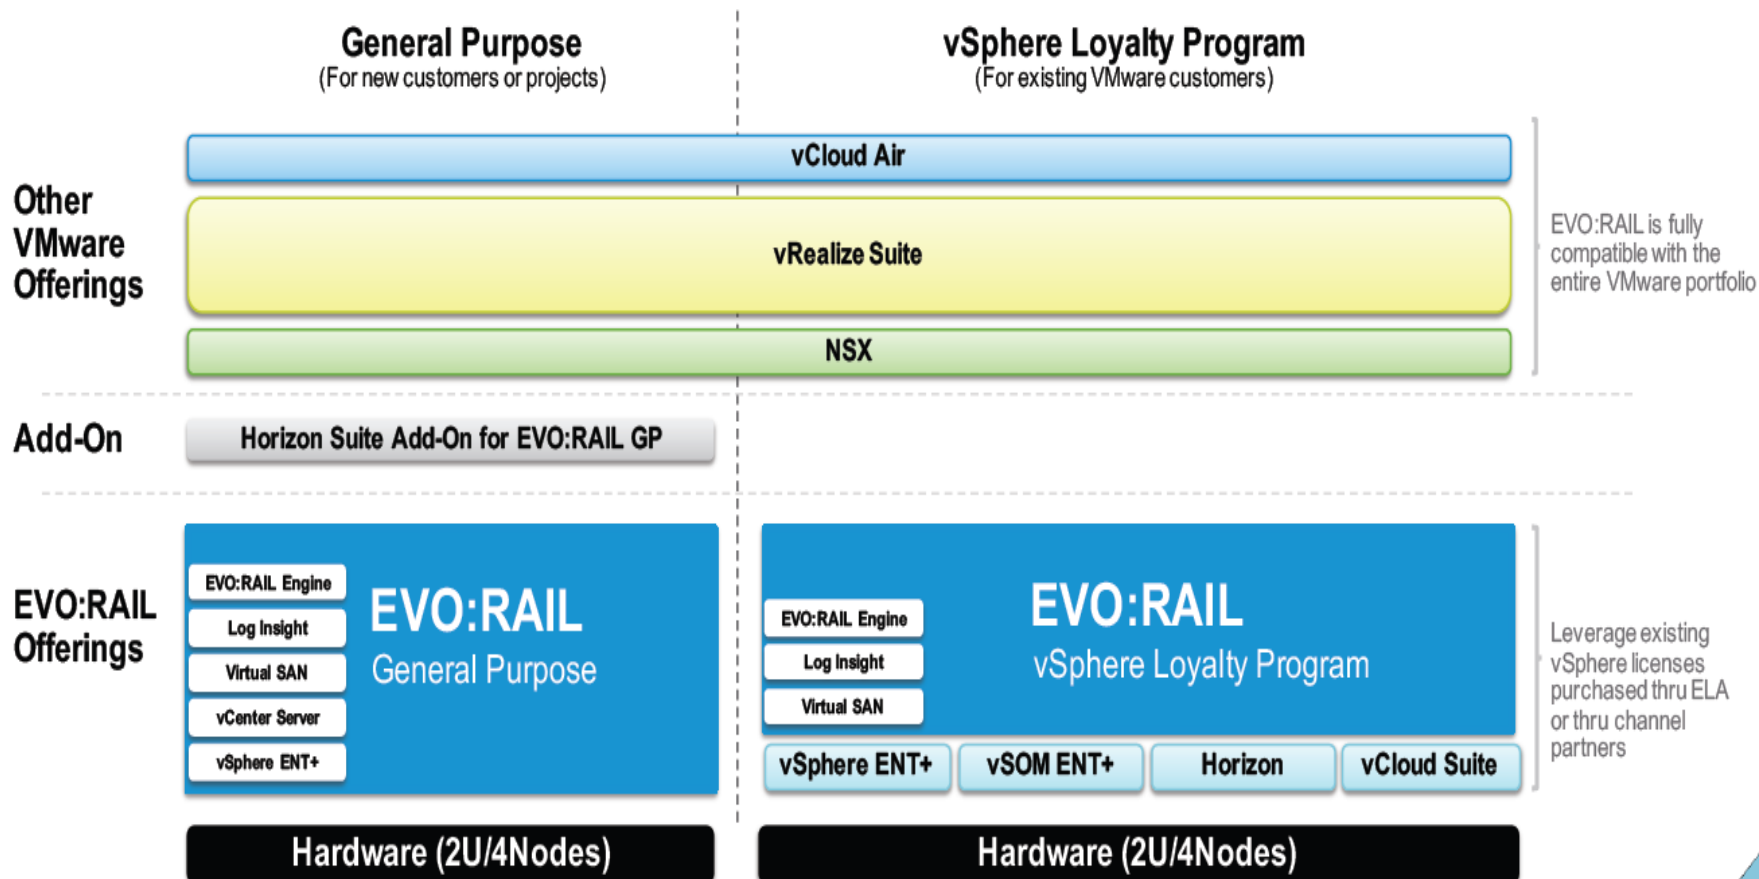 General Purpose
(For new customers or projects)
vSphere Loyalty Program
(For existing VMware customers)
Other
VMware
Offerings
vCloud Air
vRealize Suite
NSX
EVO:RAIL is fully
compatible with the
entire VMware portfolio
Add-On
Horizon Suite Add-On for EVO:RAIL GP
EVO:RAIL
Offerings
EVO:RAIL Engine
Log Insight
Virtual SAN
vCenter Server
vSphere ENT+
EVO:RAIL
General Purpose
EVO:RAIL Engine
Log Insight
Virtual SAN
EVO:RAIL
vSphere Loyalty Program
vSphere ENT+
vSOM ENT+
Horizon
vCloud Suite
Leverage existing
vSphere licenses
purchased thru ELA
or thru channel
partners
Hardware (2U/4Nodes)
Hardware (2U/4Nodes)